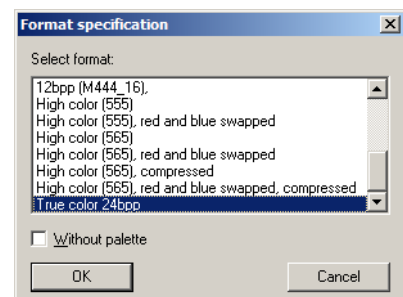 Format specification
Select format:
12bpp (M444_16),
High color (555)
High color (555), red and blue swapped
High color (565)
High color (565), red and blue swapped
High color (565), compressed
High color (565), red and blue swapped, compressed
True color 24bpp
Without palette
OK
Cancel